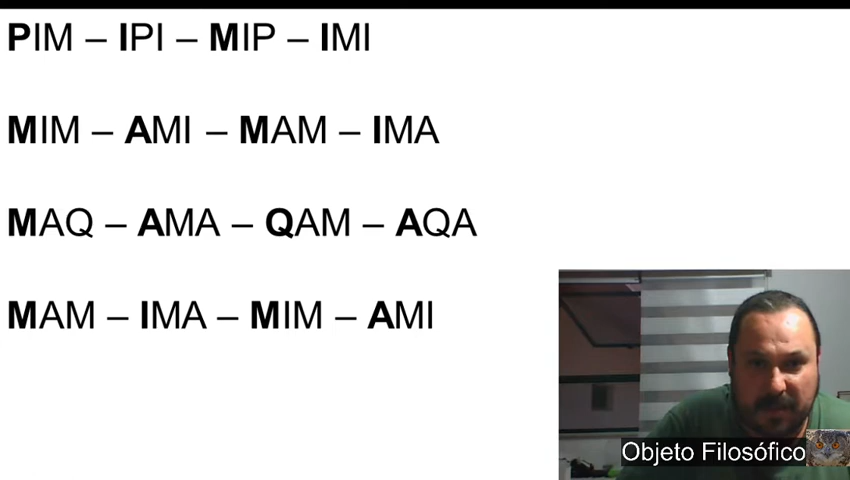 PIM – IPI – MIP – IMI
MIM – AMI – MAM – IMA
MAQ – AMA – QAM – AQA
MAM – IMA – MIM – AMI
Objeto Filosófico